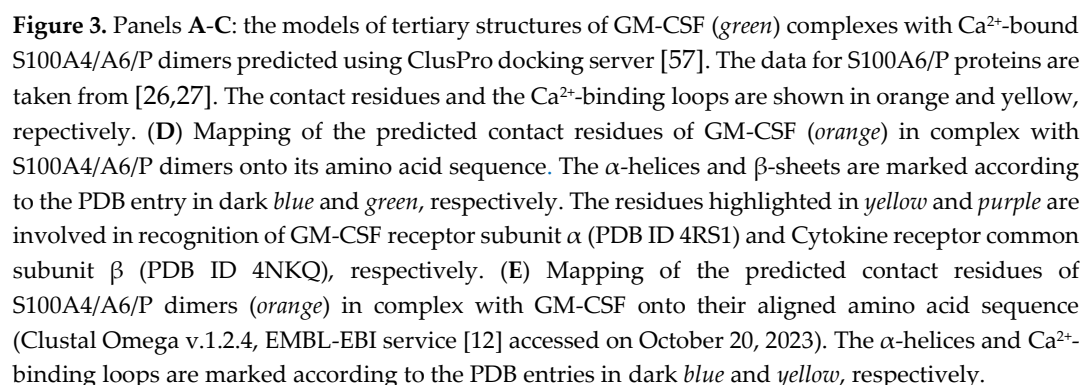 Figure 3. Panels A-C: the models of tertiary structures of GM-CSF (green) complexes with Ca²⁺-bound
S100A4/A6/P dimers predicted using ClusPro docking server [57]. The data for S100A6/P proteins are
taken from [26,27]. The contact residues and the Ca²⁺-binding loops are shown in orange and yellow,
repectively. (D) Mapping of the predicted contact residues of GM-CSF (orange) in complex with
S100A4/A6/P dimers onto its amino acid sequence. The α-helices and β-sheets are marked according
to the PDB entry in dark blue and green, respectively. The residues highlighted in yellow and purple are
involved in recognition of GM-CSF receptor subunit α (PDB ID 4RS1) and Cytokine receptor common
subunit β (PDB ID 4NKQ), respectively. (E) Mapping of the predicted contact residues of
S100A4/A6/P dimers (orange) in complex with GM-CSF onto their aligned amino acid sequence
(Clustal Omega v.1.2.4, EMBL-EBI service [12] accessed on October 20, 2023). The α-helices and Ca²⁺-
binding loops are marked according to the PDB entries in dark blue and yellow, respectively.